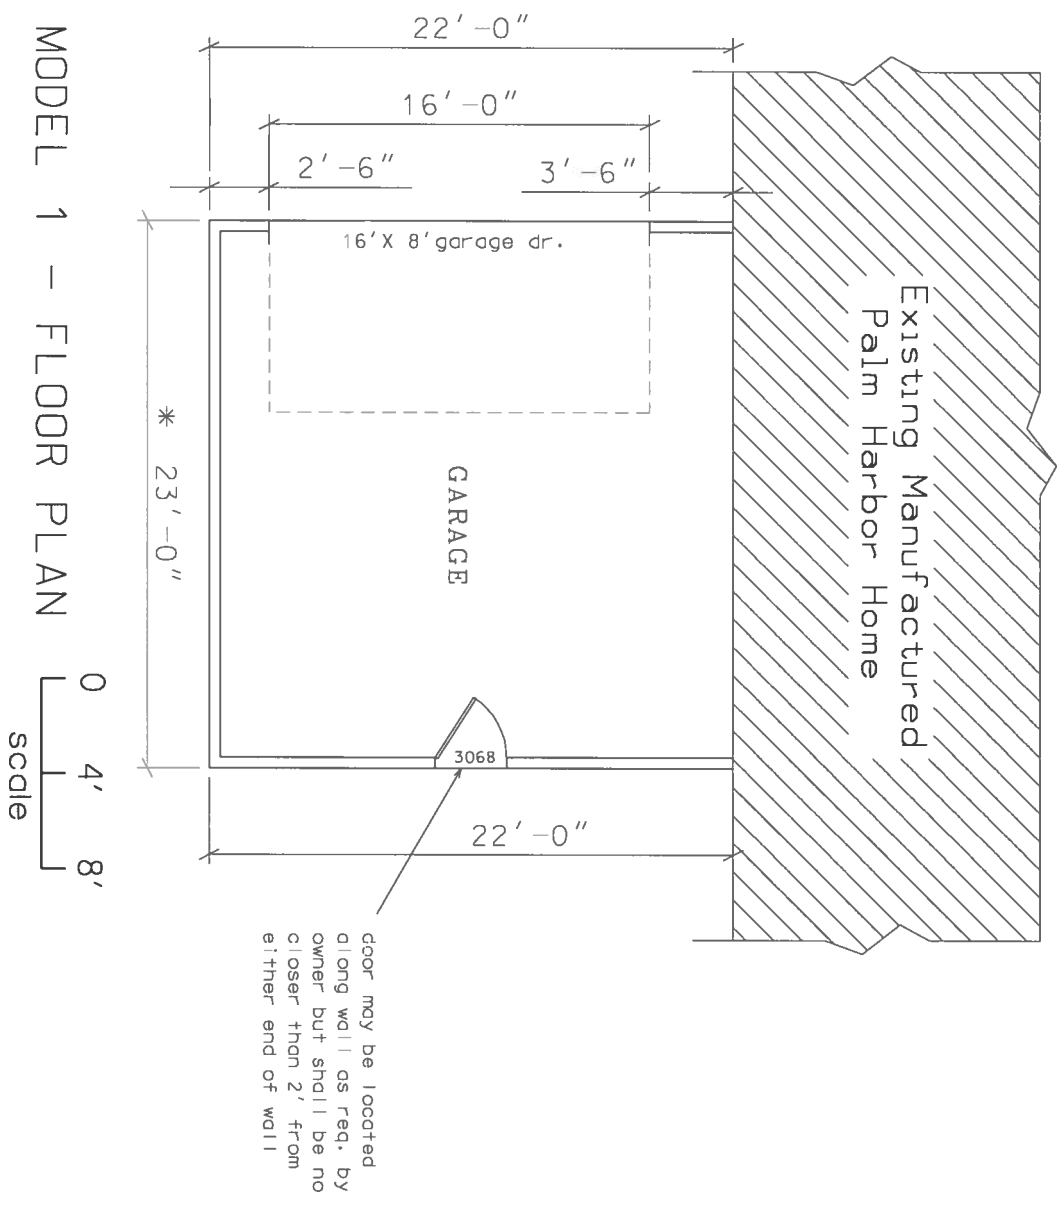 22'-0"
16'-0"
2'-6"
3'-6"
16'X 8'garage dr.
Existing Manufactured
Palm Harbor Home
GARAGE
* 23'-0"
3068
22'-0"
door may be located
along wall as req. by
owner but shall be no
closer than 2' from
either end of wall
MODEL 1 - FLOOR PLAN
0 4' 8'
scale